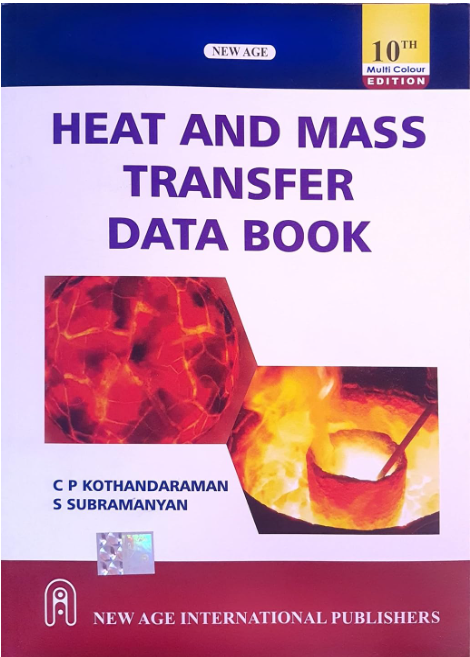 NEW AGE
10TH
Multi Colour
EDITION
HEAT AND MASS
TRANSFER
DATA BOOK
C P KOTHANDARAMAN
S SUBRAMANYAN
NEW AGE INTERNATIONAL PUBLISHERS